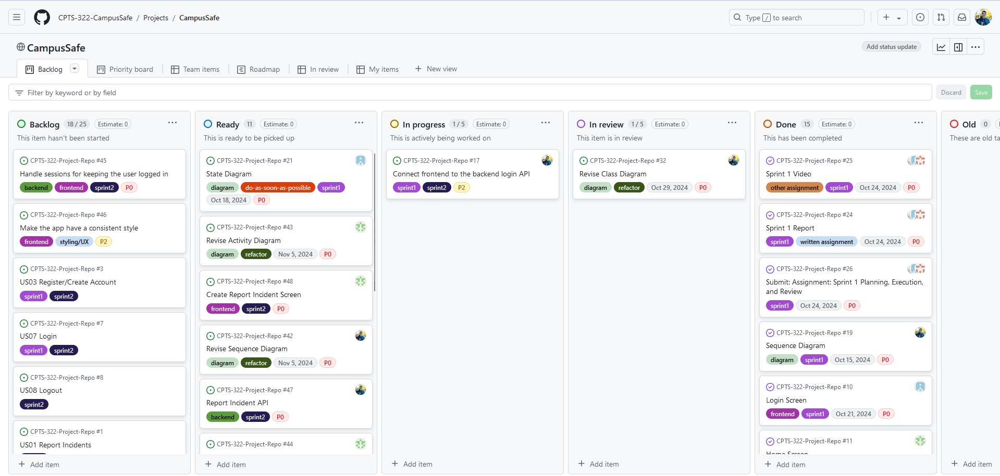 CPTS-322-CampusSafe / Projects / CampusSafe
Type / to search
CampusSafe
Add status update
Backlog
Priority board
Team items
Roadmap
In review
My items
New view
Filter by keyword or by field
Discard
Save
Backlog 18 / 25 Estimate: 0
This item hasn't been started
CPTS-322-Project-Repo #45
Handle sessions for keeping the user logged in
backend frontend sprint2 P0
CPTS-322-Project-Repo #46
Make the app have a consistent style
frontend styling/UX P2
CPTS-322-Project-Repo #3
US03 Register/Create Account
sprint1 sprint2
CPTS-322-Project-Repo #7
US07 Login
sprint1 sprint2
CPTS-322-Project-Repo #8
US08 Logout
sprint2
CPTS-322-Project-Repo #1
US01 Report Incidents
Add item
Ready 11 Estimate: 0
This is ready to be picked up
CPTS-322-Project-Repo #21
State Diagram
diagram do-as-soon-as-possible sprint1
Oct 18, 2024 P0
CPTS-322-Project-Repo #43
Revise Activity Diagram
diagram refactor Nov 5, 2024 P0
CPTS-322-Project-Repo #48
Create Report Incident Screen
frontend sprint2 P0
CPTS-322-Project-Repo #42
Revise Sequence Diagram
diagram refactor Nov 5, 2024 P0
CPTS-322-Project-Repo #47
Report Incident API
backend sprint2 P0
CPTS-322-Project-Repo #44
Add item
In progress 1 / 5 Estimate: 0
This is actively being worked on
CPTS-322-Project-Repo #17
Connect frontend to the backend login API
sprint1 sprint2 P2
Add item
In review 1 / 5 Estimate: 0
This item is in review
CPTS-322-Project-Repo #32
Revise Class Diagram
diagram refactor Oct 29, 2024 P0
Add item
Done 15 Estimate: 0
This has been completed
CPTS-322-Project-Repo #25
Sprint 1 Video
other assignment sprint1 Oct 24, 2024 P0
CPTS-322-Project-Repo #24
Sprint 1 Report
sprint1 written assignment Oct 24, 2024 P0
CPTS-322-Project-Repo #26
Submit: Assignment: Sprint 1 Planning, Execution,
and Review
sprint1 Oct 24, 2024 P0
CPTS-322-Project-Repo #19
Sequence Diagram
diagram sprint1 Oct 15, 2024 P0
CPTS-322-Project-Repo #10
Login Screen
frontend sprint1 Oct 21, 2024 P0
CPTS-322-Project-Repo #11
Home Screen
Add item
Old 0
These are old ta
Add item